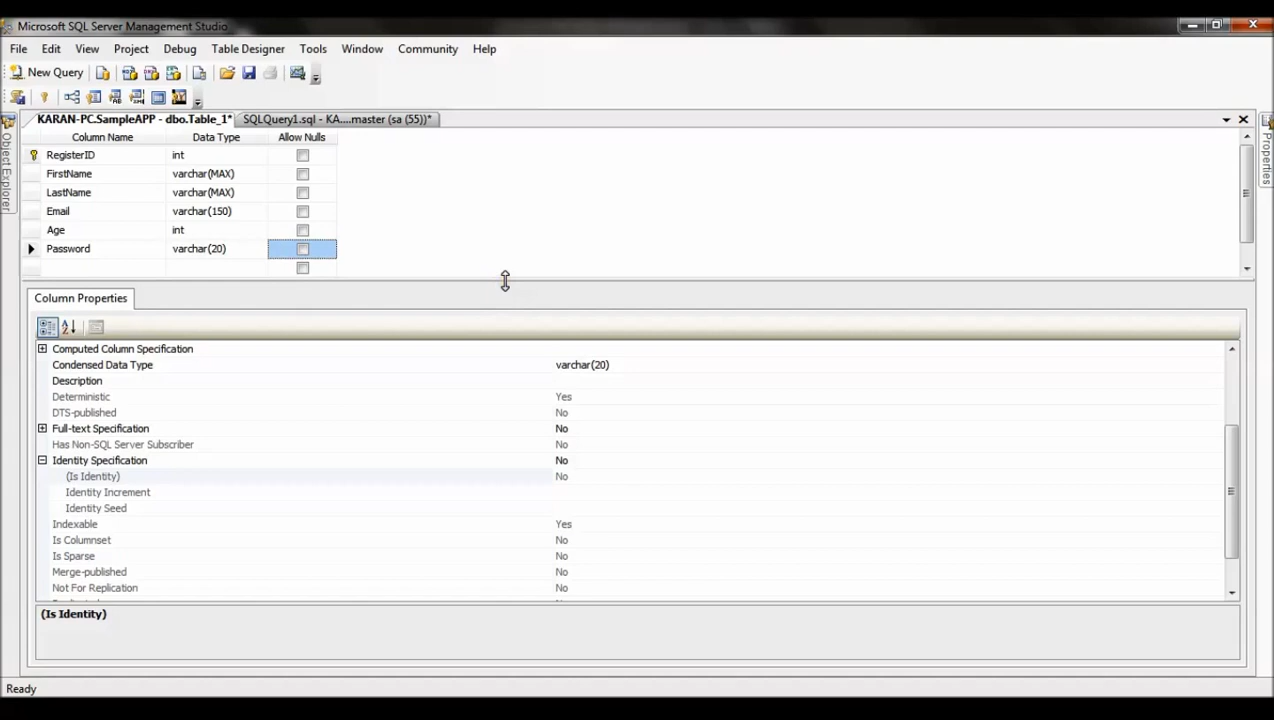 Microsoft SQL Server Management Studio
File Edit View Project Debug Table Designer Tools Window Community Help
New Query
KARAN-PC.SampleAPP - dbo.Table_1* SQLQuery1.sql - KA....master (sa (55))*
Object Explorer
Properties
Column Name Data Type Allow Nulls
RegisterID int
FirstName varchar(MAX)
LastName varchar(MAX)
Email varchar(150)
Age int
Password varchar(20)
Column Properties
Computed Column Specification
Condensed Data Type varchar(20)
Description
Deterministic Yes
DTS-published No
Full-text Specification No
Has Non-SQL Server Subscriber No
Identity Specification No
(Is Identity) No
Identity Increment
Identity Seed
Indexable Yes
Is Columnset No
Is Sparse No
Merge-published No
Not For Replication No
(Is Identity)
Ready